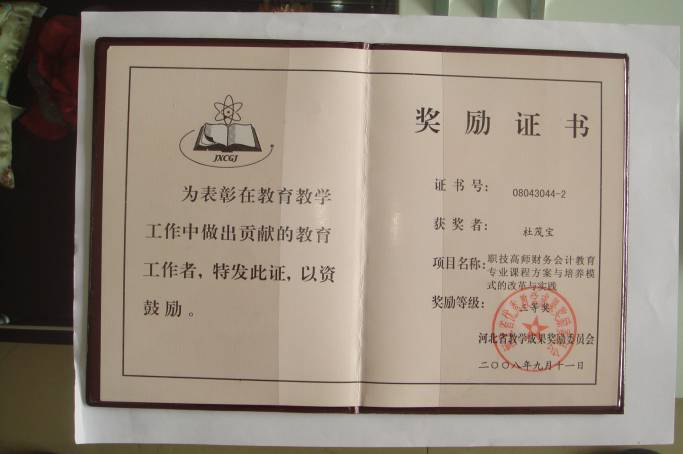 JXCGJ
为表彰在教育教学
工作中做出贡献的教育
工作者，特发此证，以资
鼓励。
奖励证书
证书号：08043044-2
获奖者：杜茂宝
项目名称：职技高师财务会计教育
专业课程方案与培养模
式的改革与实践
奖励等级：三等奖
河北省教学成果奖励委员会
二〇〇八年九月十一日